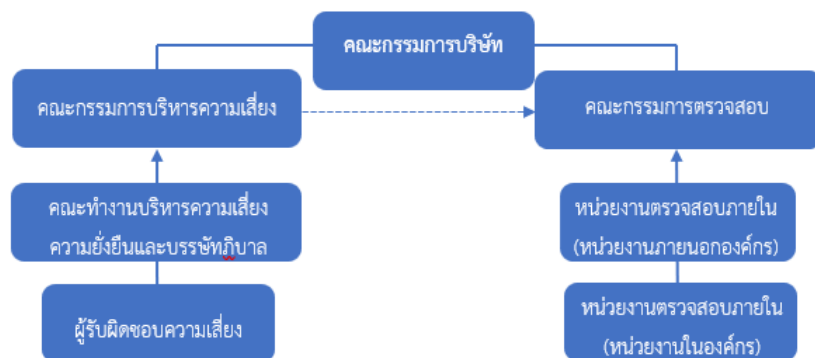 คณะกรรมการบริษัท
คณะกรรมการบริหารความเสี่ยง
คณะกรรมการตรวจสอบ
คณะทำงานบริหารความเสี่ยง
ความยั่งยืนและบรรษัทภิบาล
หน่วยงานตรวจสอบภายใน
(หน่วยงานภายนอกองค์กร)
ผู้รับผิดชอบความเสี่ยง
หน่วยงานตรวจสอบภายใน
(หน่วยงานในองค์กร)